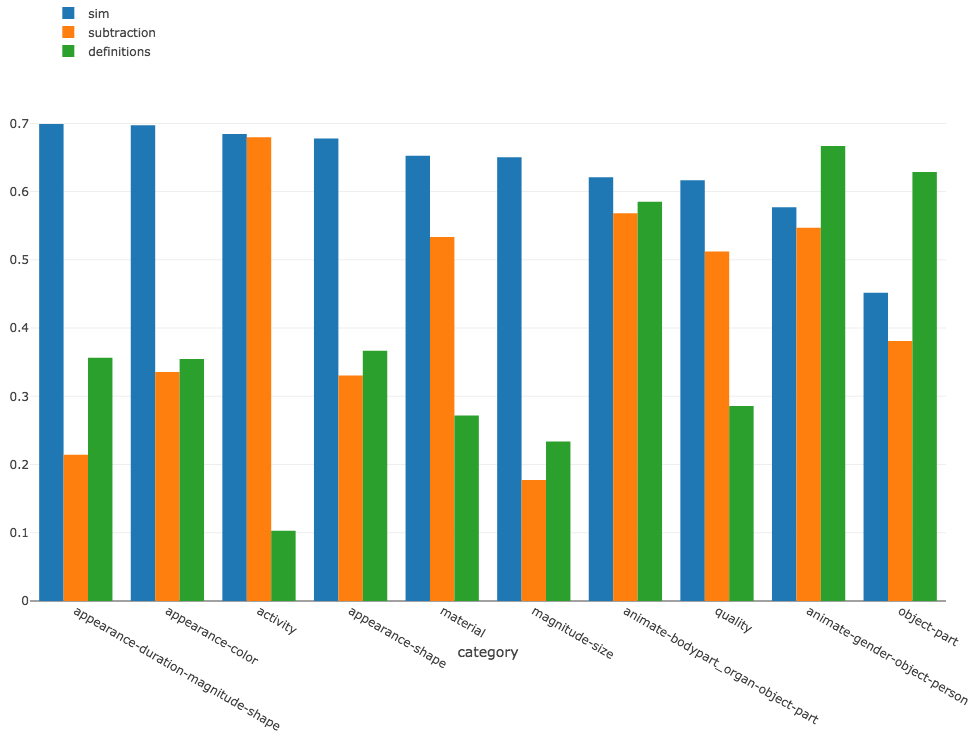 sim
subtraction
definitions
0.7
0.6
0.5
0.4
0.3
0.2
0.1
0
appearance-duration-magnitude-shape
appearance-color
activity
appearance-shape
material
magnitude-size
animate-bodypart_organ-object-part
quality
animate-gender-object-person
object-part
category